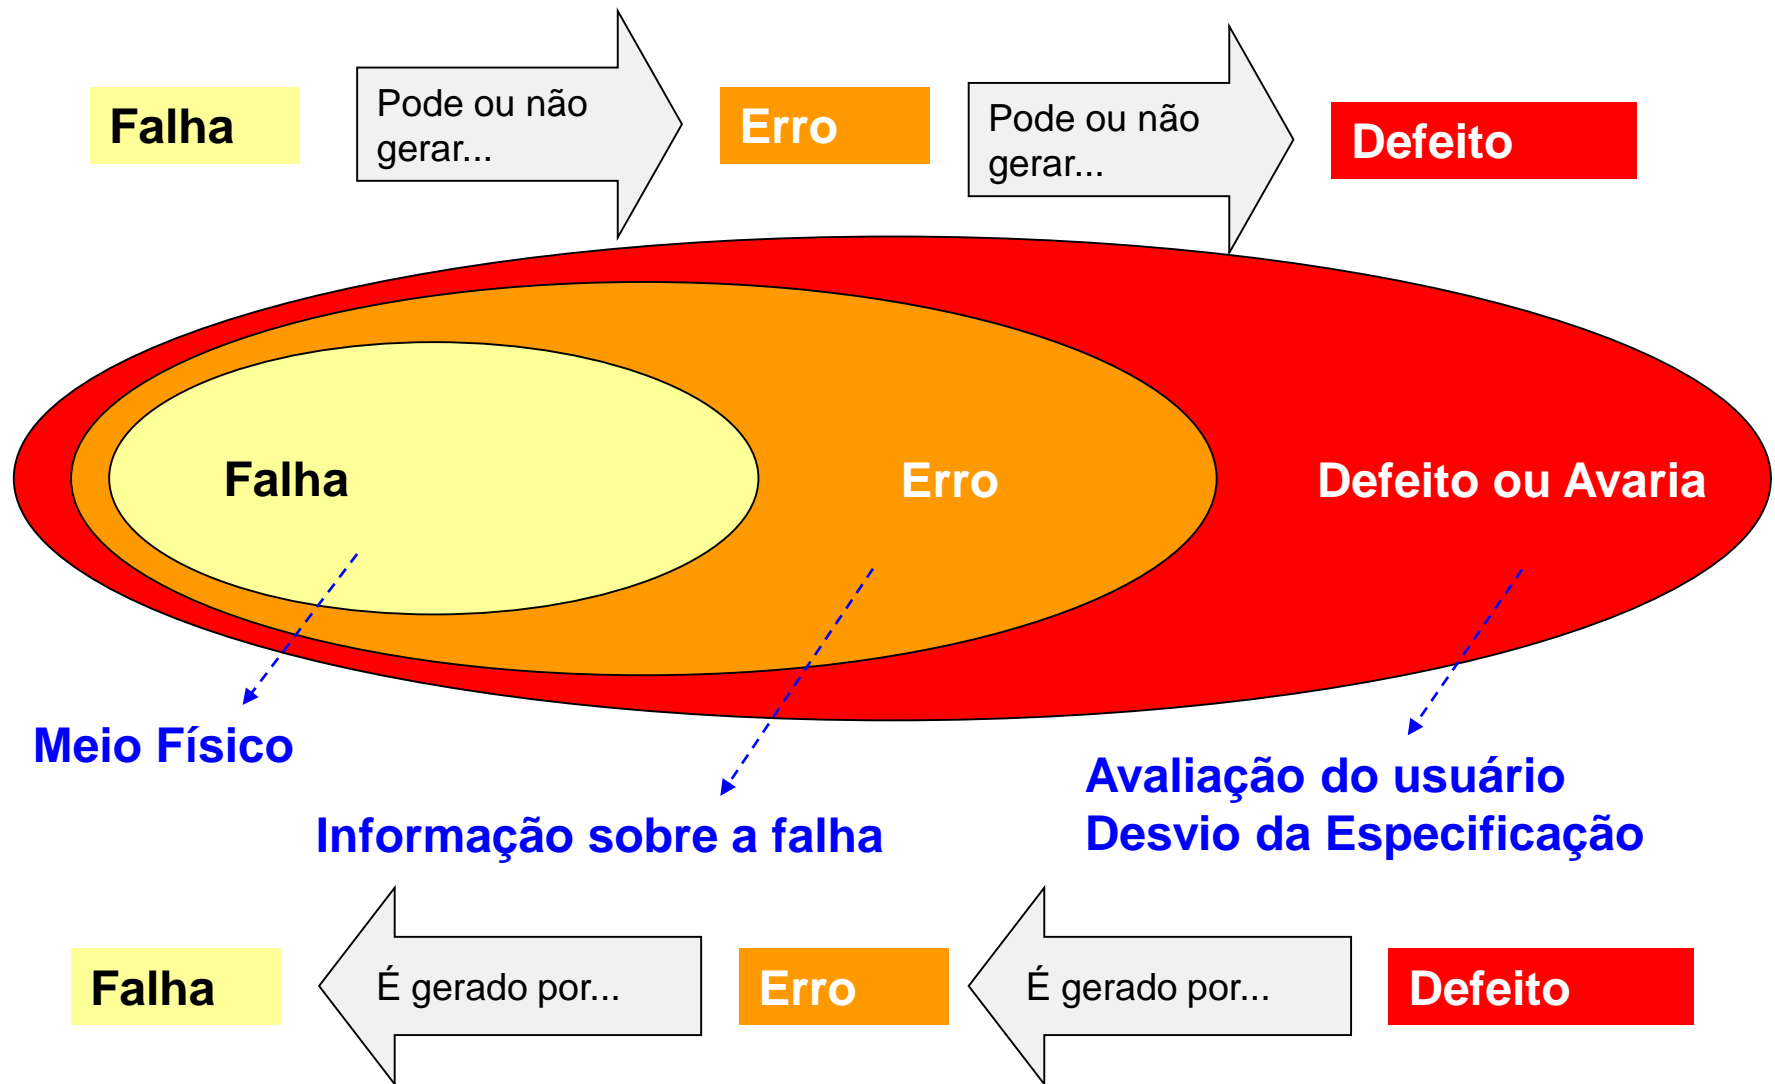 Falha
Pode ou não
gerar...
Erro
Pode ou não
gerar...
Defeito
Falha
Erro
Defeito ou Avaria
Meio Físico
Informação sobre a falha
Avaliação do usuário
Desvio da Especificação
Falha
É gerado por...
Erro
É gerado por...
Defeito